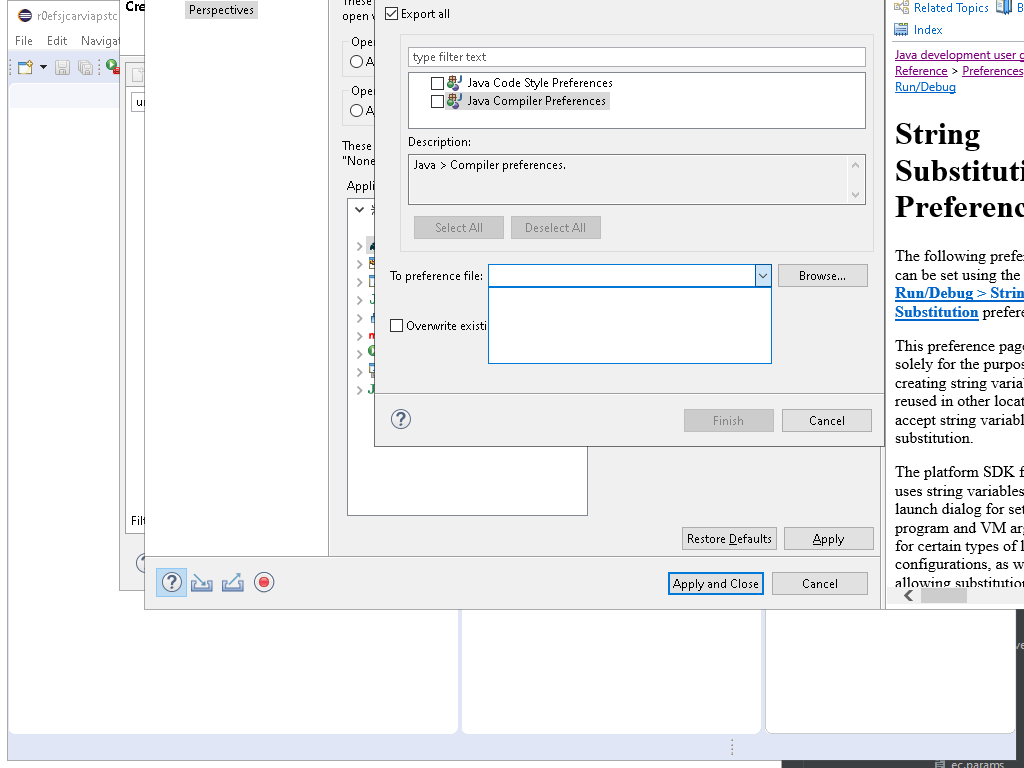 r0efsjcarviapstc
File Edit Navigat
Cre
Perspectives
These
open v
Open
Open
These
"None
Appli
Filt
Export all
type filter text
Java Code Style Preferences
Java Compiler Preferences
Description:
Java > Compiler preferences.
Select All Deselect All
To preference file: Browse...
Overwrite existi
Finish Cancel
Restore Defaults Apply
Apply and Close Cancel
Related Topics B
Index
Java development user g
Reference > Preferences
Run/Debug
String
Substituti
Preferenc
The following prefer
can be set using the
Run/Debug > Strin
Substitution prefere
This preference page
solely for the purpos
creating string varia
reused in other locat
accept string variabl
substitution.
The platform SDK f
uses string variables
launch dialog for set
program and VM arg
for certain types of l
configurations, as w
allowing substitution
ec.params